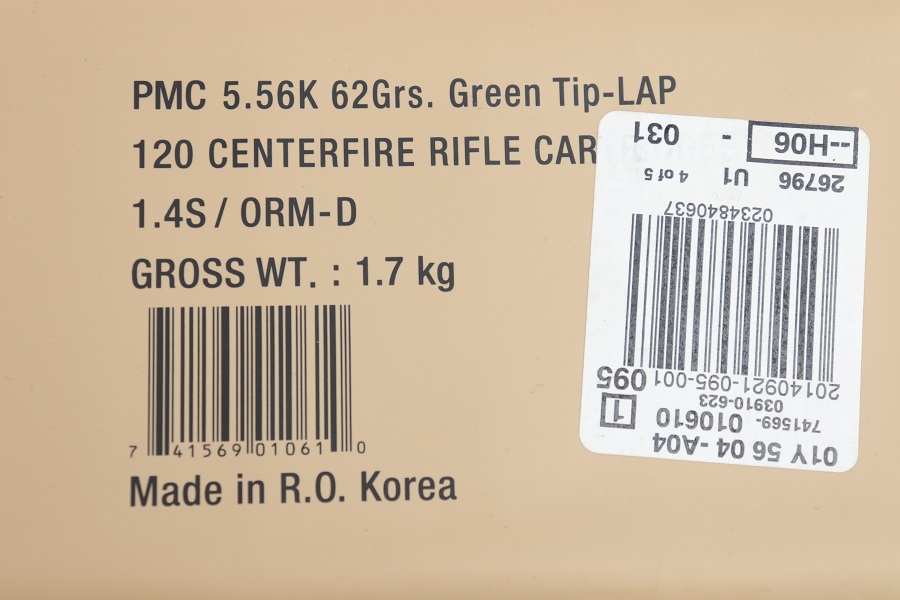 PMC 5.56K 62Grs. Green Tip-LAP
120 CENTERFIRE RIFLE CARTRIDGES
1.4S / ORM-D
GROSS WT. : 1.7 kg
7 41569 01061 0
Made in R.O. Korea
01Y 56 04 -A04
741569- 010610 1
03910-623
20140921-095-001 095
0234840637
26796 U1 4 of 5
--H06 - 031